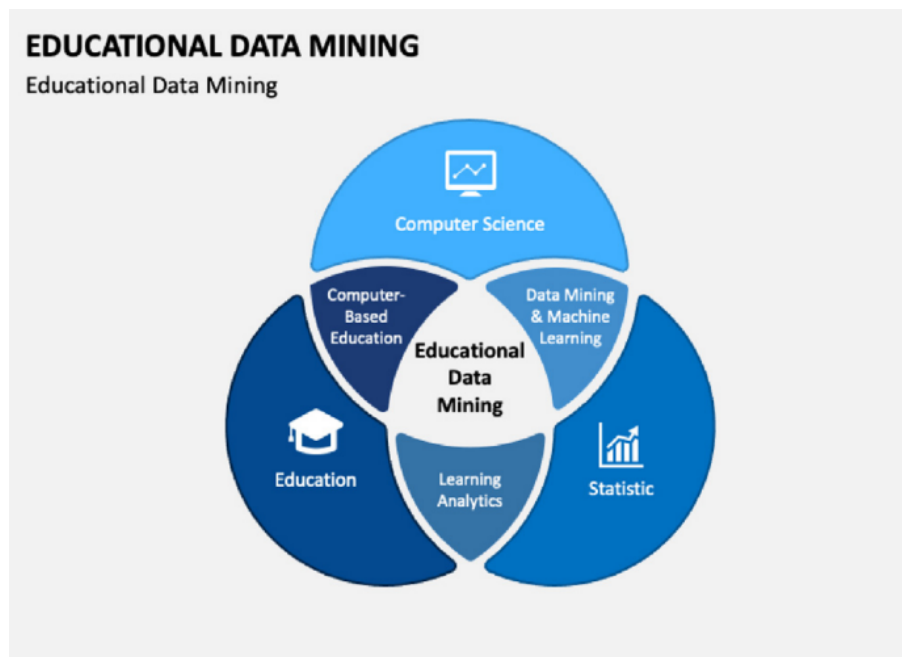 EDUCATIONAL DATA MINING
Educational Data Mining
Computer Science
Computer-
Based
Education
Data Mining
& Machine
Learning
Educational
Data
Mining
Education
Learning
Analytics
Statistic